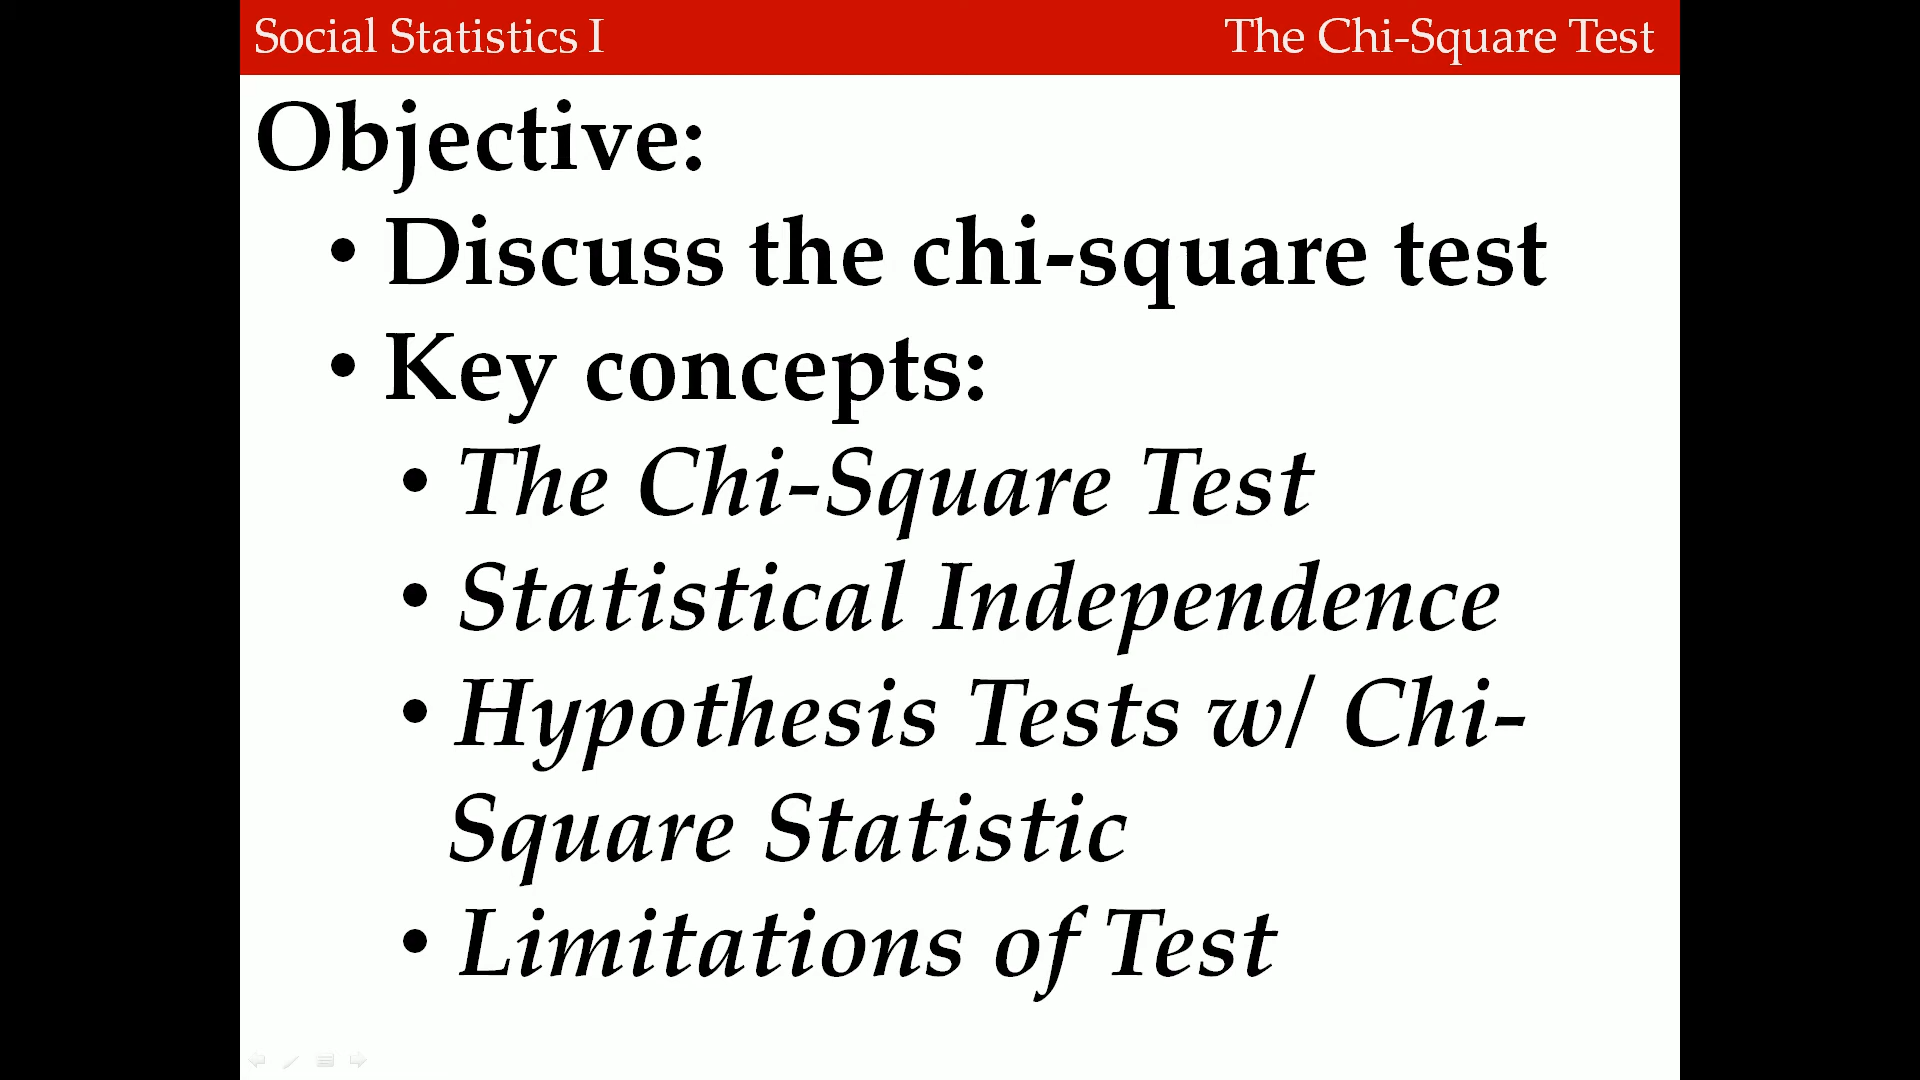 Social Statistics I
The Chi-Square Test
Objective:
• Discuss the chi-square test
• Key concepts:
• The Chi-Square Test
• Statistical Independence
• Hypothesis Tests w/ Chi-
Square Statistic
• Limitations of Test